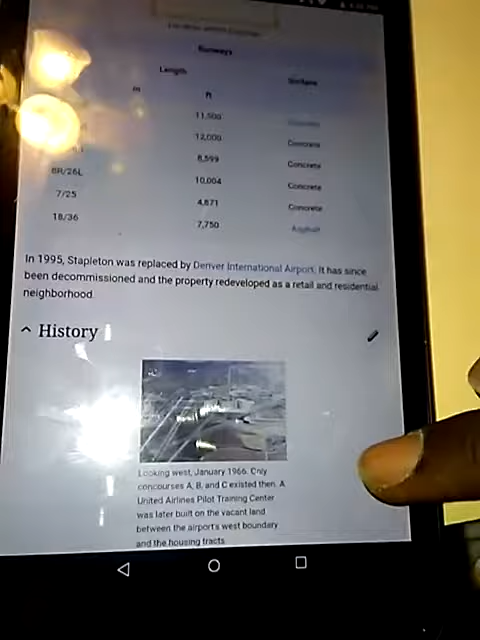 Runways
Length
Surface
m
ft
11,500
12,000
Concrete
8,599
Concrete
8R/26L
10,004
Concrete
7/25
4,871
Concrete
18/36
7,750
Asphalt
In 1995, Stapleton was replaced by Denver International Airport. It has since
been decommissioned and the property redeveloped as a retail and residential
neighborhood.
History
Looking west, January 1966. Only
concourses A, B, and C existed then. A
United Airlines Pilot Training Center
was later built on the vacant land
between the airport's west boundary
and the housing tracts